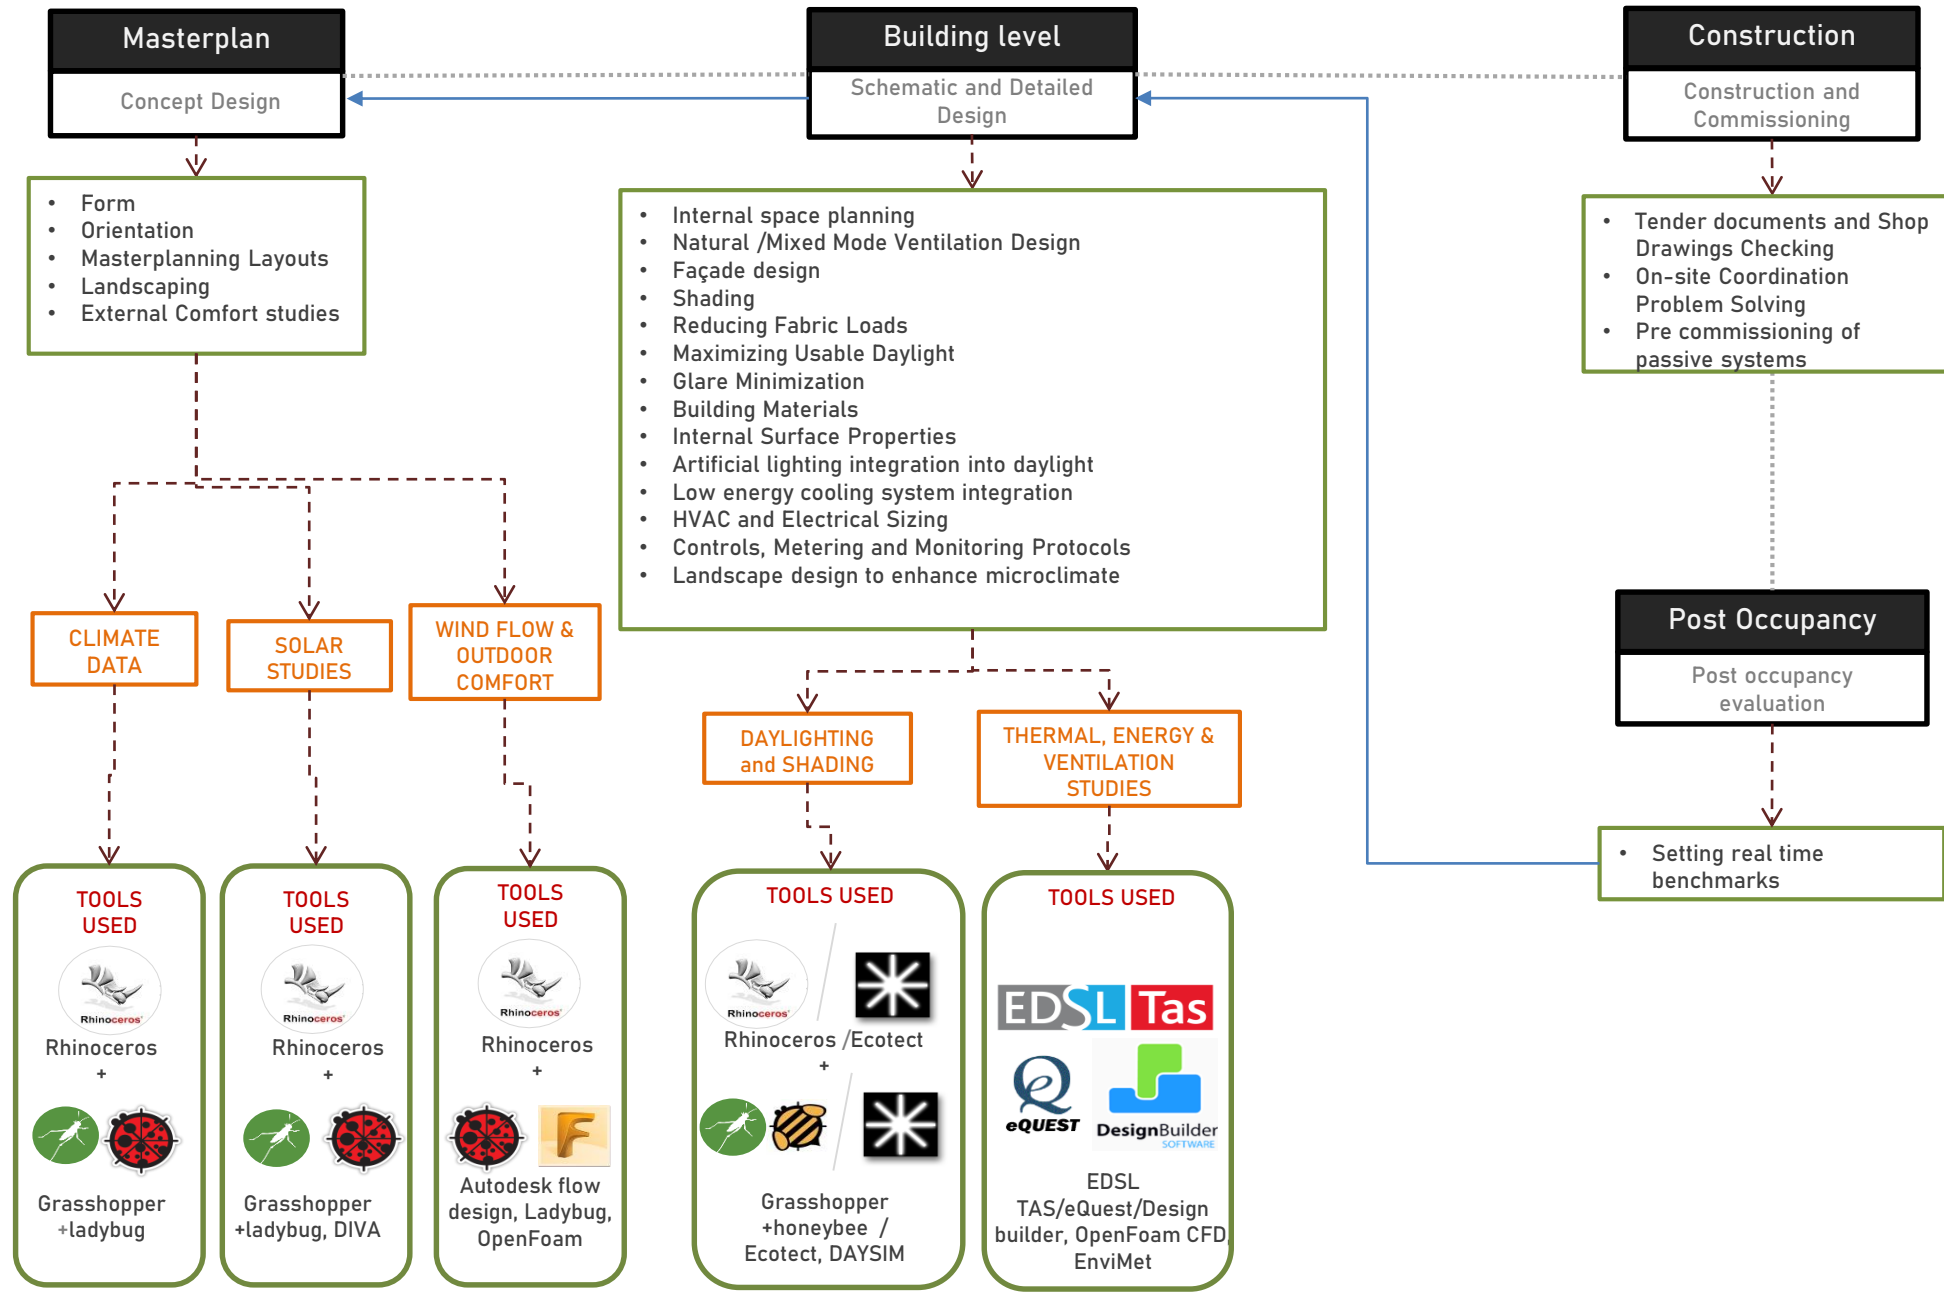 Masterplan
Concept Design
Building level
Schematic and Detailed
Design
Construction
Construction and
Commissioning
• Form
• Orientation
• Masterplanning Layouts
• Landscaping
• External Comfort studies
• Internal space planning
• Natural /Mixed Mode Ventilation Design
• Façade design
• Shading
• Reducing Fabric Loads
• Maximizing Usable Daylight
• Glare Minimization
• Building Materials
• Internal Surface Properties
• Artificial lighting integration into daylight
• Low energy cooling system integration
• HVAC and Electrical Sizing
• Controls, Metering and Monitoring Protocols
• Landscape design to enhance microclimate
• Tender documents and Shop
Drawings Checking
• On-site Coordination
Problem Solving
• Pre commissioning of
passive systems
Post Occupancy
Post occupancy
evaluation
• Setting real time
benchmarks
CLIMATE
DATA
SOLAR
STUDIES
WIND FLOW &
OUTDOOR
COMFORT
DAYLIGHTING
and SHADING
THERMAL, ENERGY &
VENTILATION
STUDIES
TOOLS
USED
Rhinoceros
Rhinoceros
+
Grasshopper
+ladybug
TOOLS
USED
Rhinoceros
Rhinoceros
+
Grasshopper
+ladybug, DIVA
TOOLS
USED
Rhinoceros
Rhinoceros
+
F
Autodesk flow
design, Ladybug,
OpenFoam
TOOLS USED
Rhinoceros
Rhinoceros /Ecotect
+
Grasshopper
+honeybee /
Ecotect, DAYSIM
TOOLS USED
EDSL Tas
eQUEST
DesignBuilder
SOFTWARE
EDSL
TAS/eQuest/Design
builder, OpenFoam CFD,
EnviMet